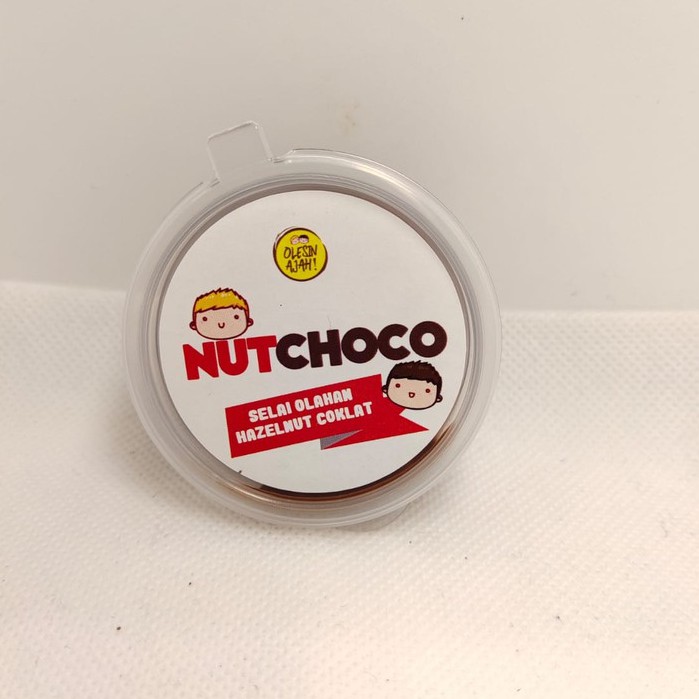 OLESIN
AJAH!
NUTCHOCO
SELAI OLAHAN
HAZELNUT COKLAT